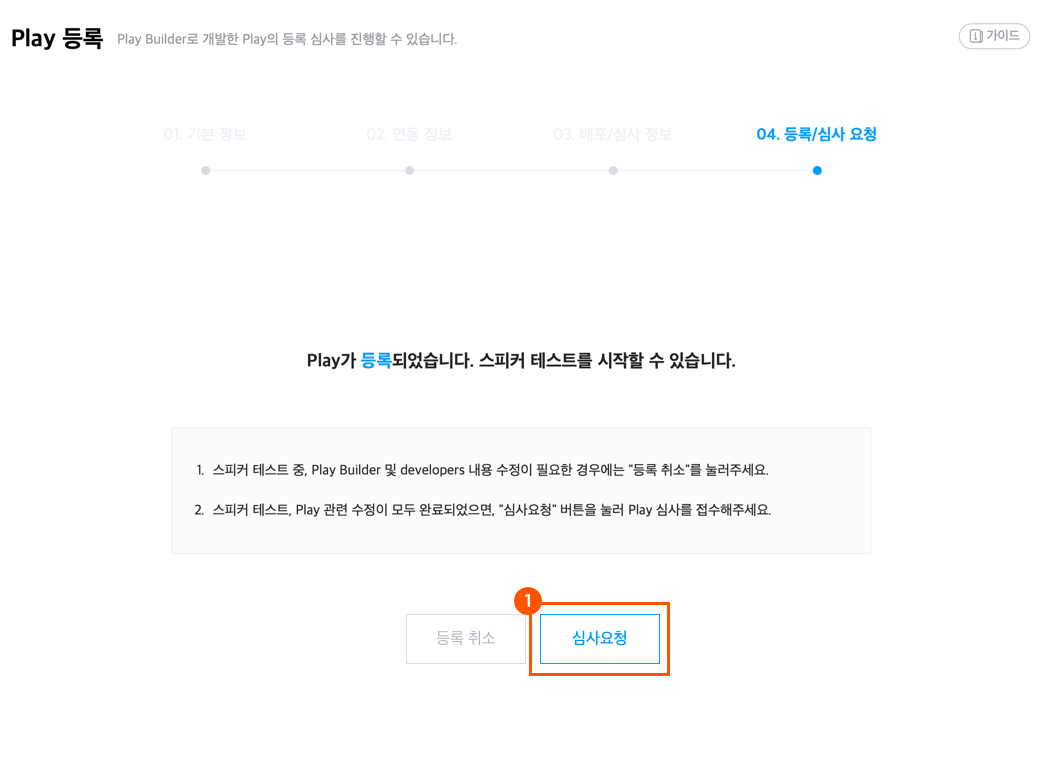 Play 등록 Play Builder로 개발한 Play의 등록 심사를 진행할 수 있습니다.
가이드
01. 기본 정보
02. 연동 정보
03. 배포/심사 정보
04. 등록/심사 요청
Play가 등록되었습니다. 스피커 테스트를 시작할 수 있습니다.
1. 스피커 테스트 중, Play Builder 및 developers 내용 수정이 필요한 경우에는 "등록 취소"를 눌러주세요.
2. 스피커 테스트, Play 관련 수정이 모두 완료되었으면, "심사요청" 버튼을 눌러 Play 심사를 접수해주세요.
1
등록 취소
심사요청